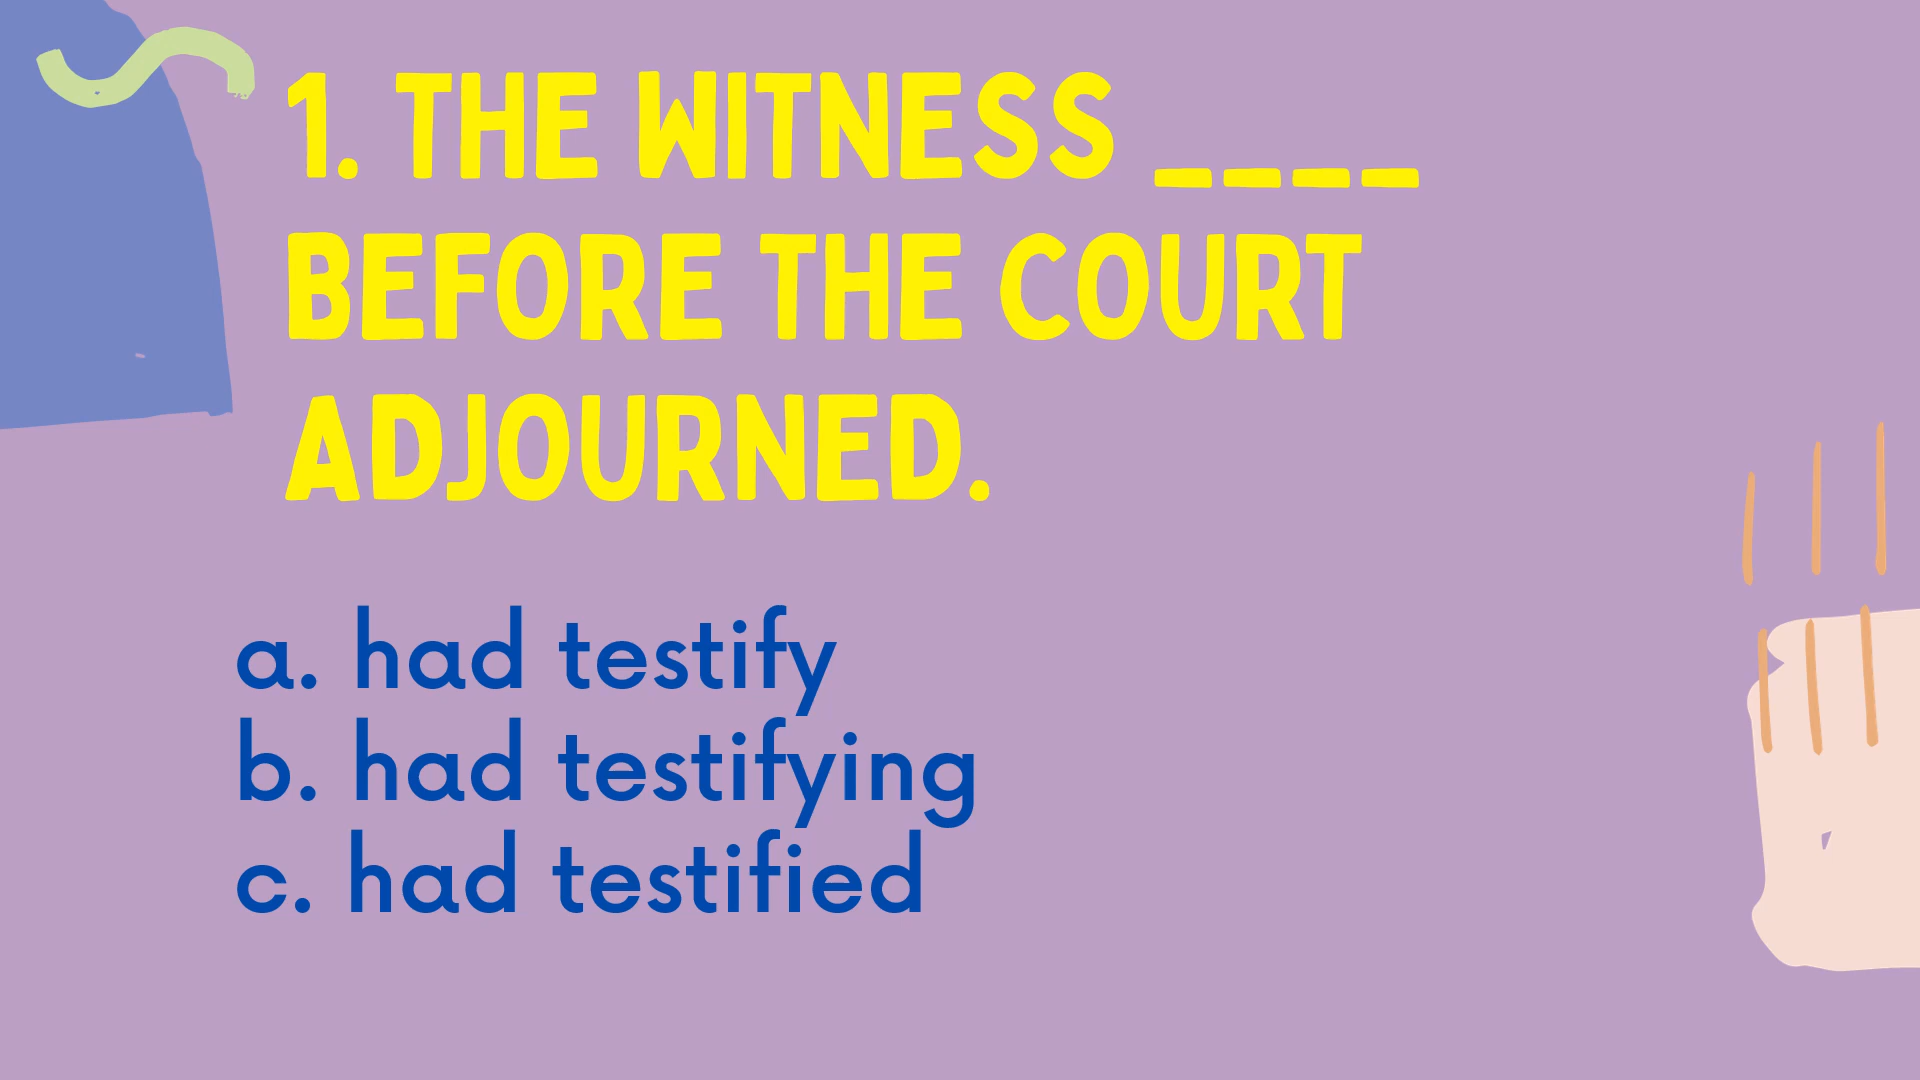 1. THE WITNESS ____
BEFORE THE COURT
ADJOURNED.
a. had testify
b. had testifying
c. had testified